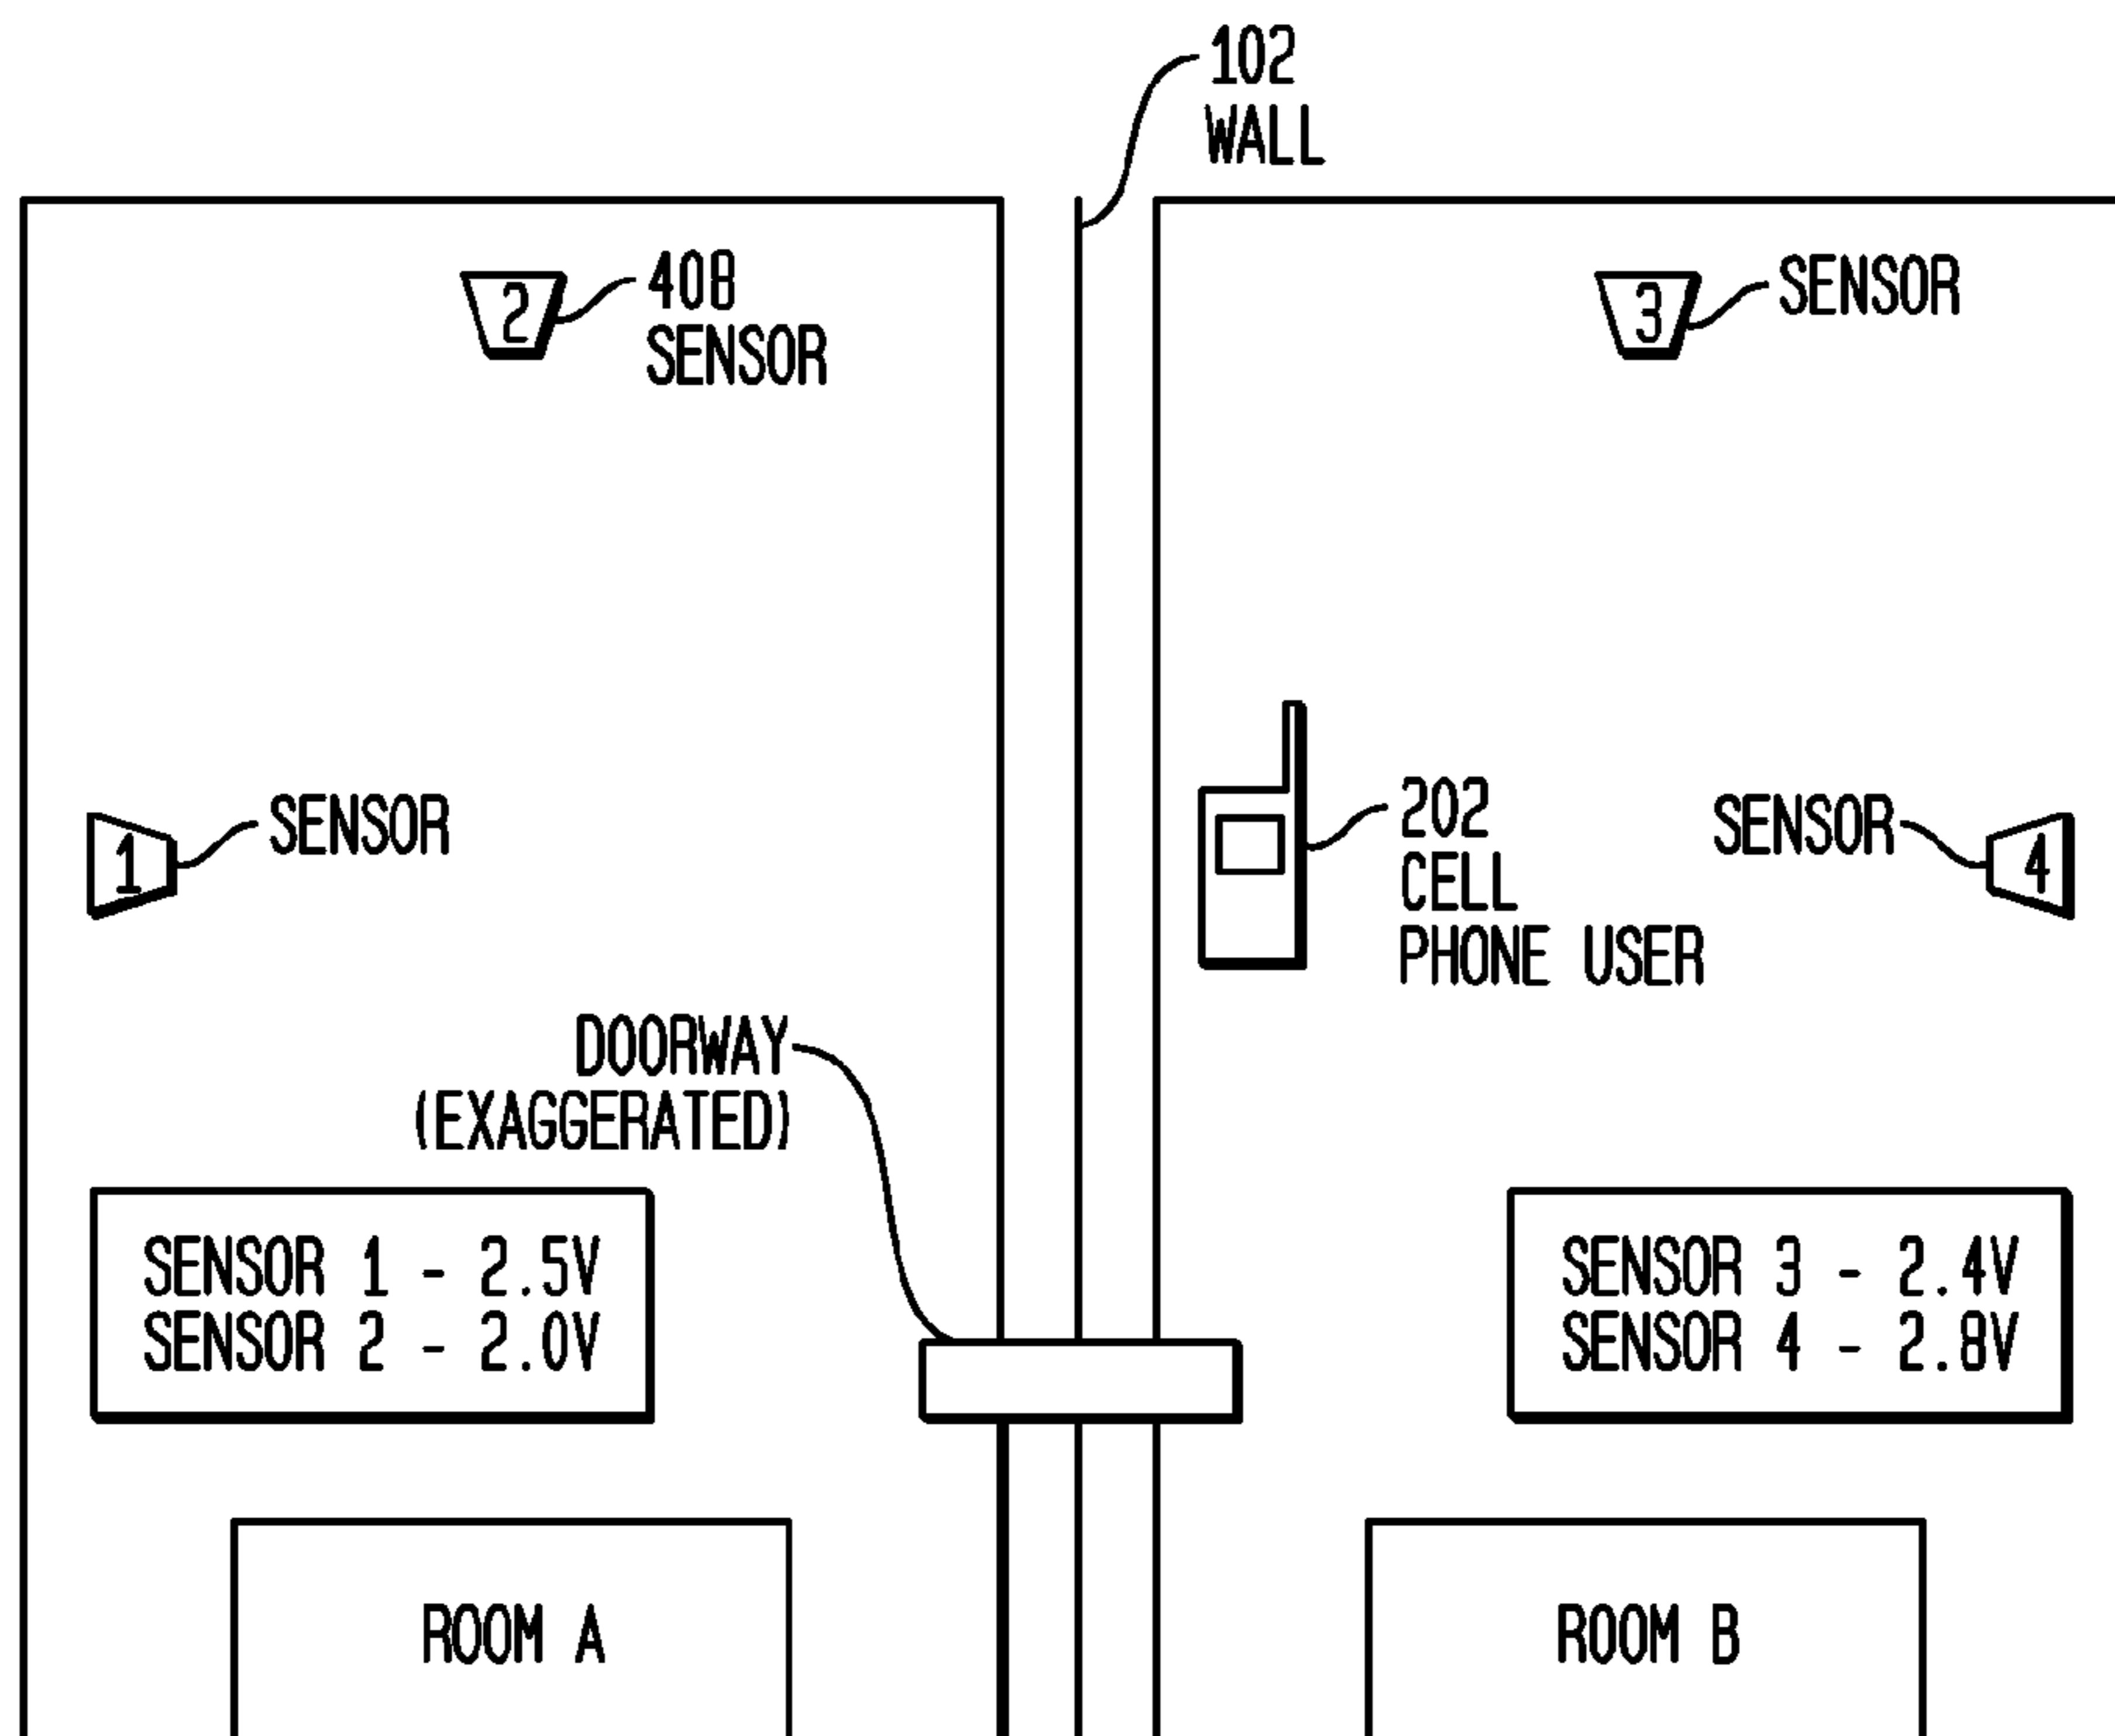 102
WALL
2
408
SENSOR
3
SENSOR
1
SENSOR
202
CELL
PHONE USER
SENSOR
4
DOORWAY
(EXAGGERATED)
SENSOR 1 - 2.5V
SENSOR 2 - 2.0V
SENSOR 3 - 2.4V
SENSOR 4 - 2.8V
ROOM A
ROOM B